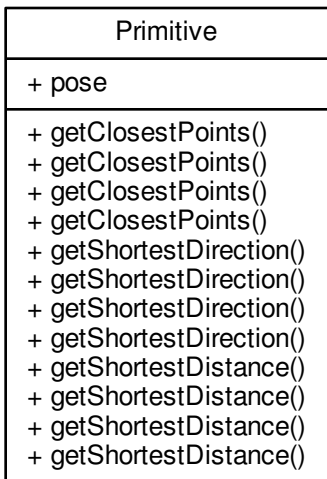 Primitive
+ pose
+ getClosestPoints()
+ getClosestPoints()
+ getClosestPoints()
+ getClosestPoints()
+ getShortestDirection()
+ getShortestDirection()
+ getShortestDirection()
+ getShortestDirection()
+ getShortestDistance()
+ getShortestDistance()
+ getShortestDistance()
+ getShortestDistance()